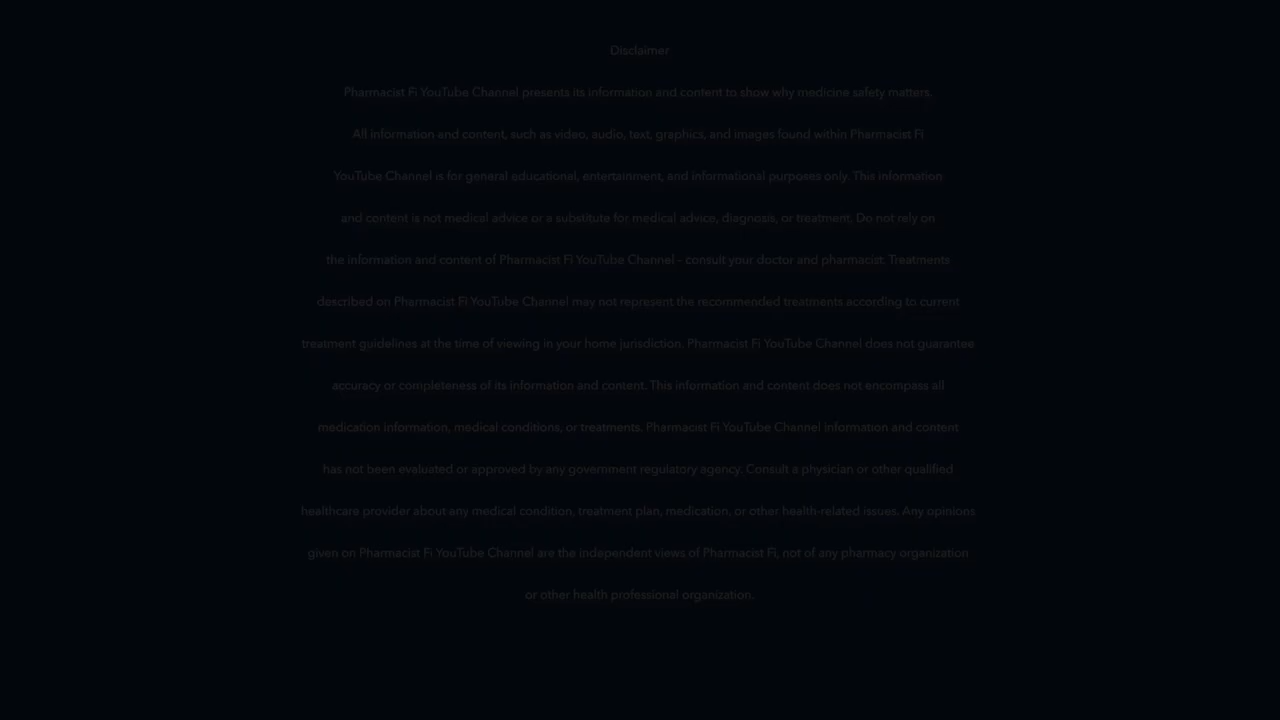 Disclaimer
Pharmacist Fi YouTube Channel presents its information and content to show why medicine safety matters.
All information and content, such as video, audio, text, graphics, and images found within Pharmacist Fi
YouTube Channel is for general educational, entertainment, and informational purposes only. This information
and content is not medical advice or a substitute for medical advice, diagnosis, or treatment. Do not rely on
the information and content of Pharmacist Fi YouTube Channel - consult your doctor and pharmacist. Treatments
described on Pharmacist Fi YouTube Channel may not represent the recommended treatments according to current
treatment guidelines at the time of viewing in your home jurisdiction. Pharmacist Fi YouTube Channel does not guarantee
accuracy or completeness of its information and content. This information and content does not encompass all
medication information, medical conditions, or treatments. Pharmacist Fi YouTube Channel information and content
has not been evaluated or approved by any government regulatory agency. Consult a physician or other qualified
healthcare provider about any medical condition, treatment plan, medication, or other health-related issues. Any opinions
given on Pharmacist Fi YouTube Channel are the independent views of Pharmacist Fi, not of any pharmacy organization
or other health professional organization.